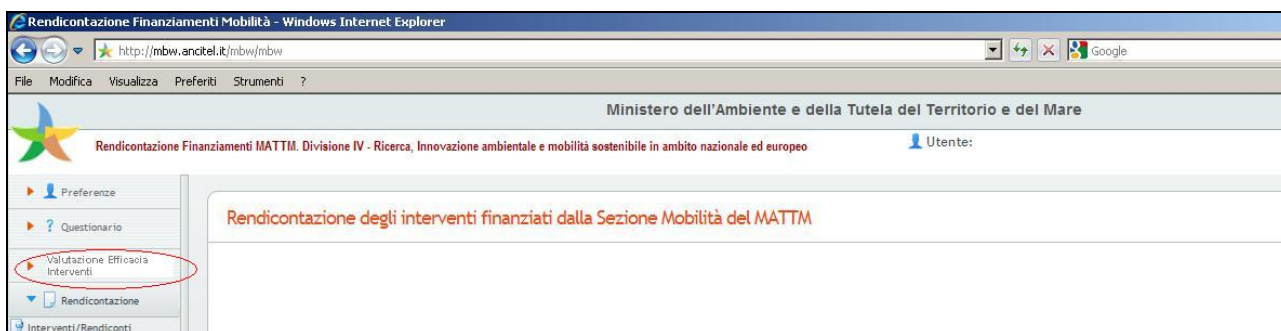 Rendicontazione Finanziamenti Mobilità - Windows Internet Explorer
http://mbw.ancitel.it/mbw/mbw
Google
File Modifica Visualizza Preferiti Strumenti ?
Ministero dell'Ambiente e della Tutela del Territorio e del Mare
Rendicontazione Finanziamenti MATTM. Divisione IV - Ricerca, Innovazione ambientale e mobilità sostenibile in ambito nazionale ed europeo
Utente:
Preferenze
? Questionario
Valutazione Efficacia
Interventi
Rendicontazione
Interventi/Rendiconti
Rendicontazione degli interventi finanziati dalla Sezione Mobilità del MATTM